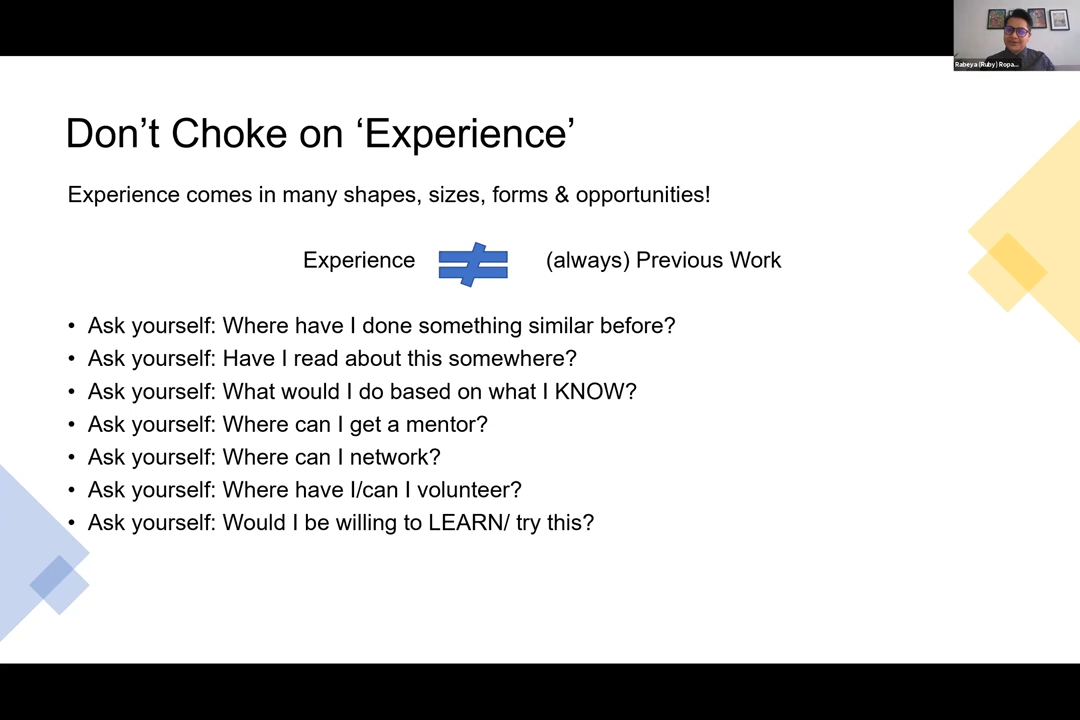 Rabeya (Ruby) Ropa...
Don’t Choke on ‘Experience’
Experience comes in many shapes, sizes, forms & opportunities!
Experience ≠ (always) Previous Work
• Ask yourself: Where have I done something similar before?
• Ask yourself: Have I read about this somewhere?
• Ask yourself: What would I do based on what I KNOW?
• Ask yourself: Where can I get a mentor?
• Ask yourself: Where can I network?
• Ask yourself: Where have I/can I volunteer?
• Ask yourself: Would I be willing to LEARN/ try this?